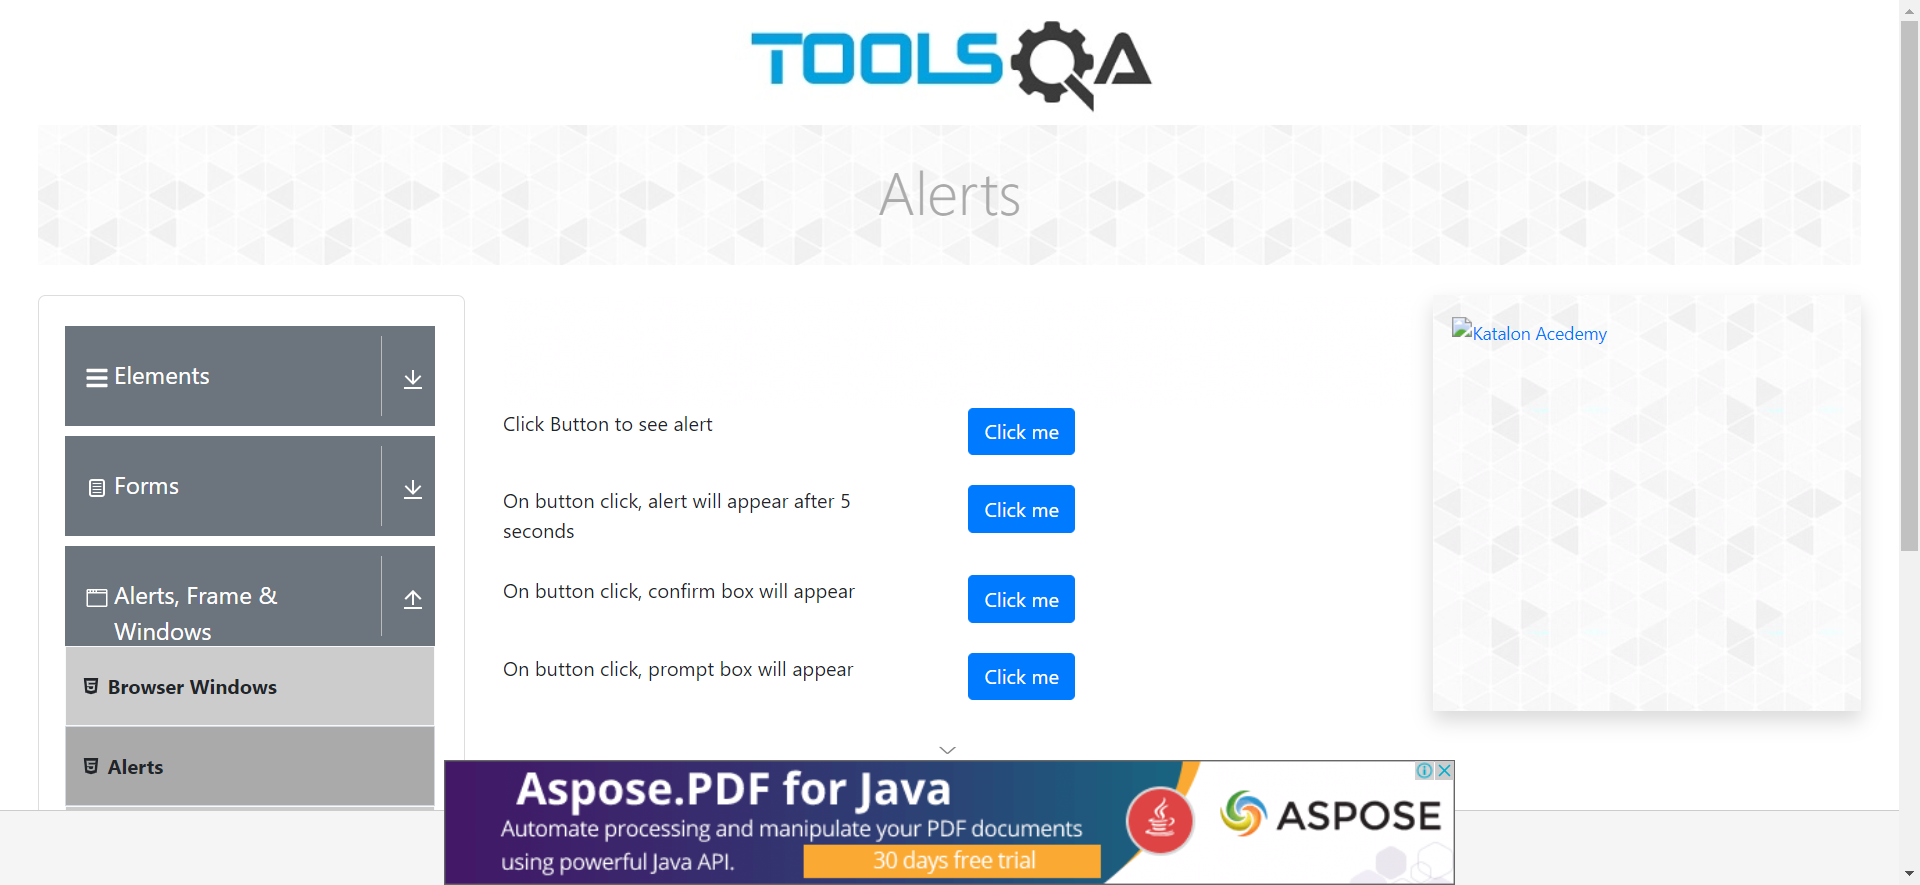 TOOLSQA
Alerts
Elements
Forms
Alerts, Frame &
Windows
Browser Windows
Alerts
Click Button to see alert
Click me
On button click, alert will appear after 5
seconds
Click me
On button click, confirm box will appear
Click me
On button click, prompt box will appear
Click me
Katalon Acedemy
Aspose.PDF for Java
Automate processing and manipulate your PDF documents
using powerful Java API.
30 days free trial
ASPOSE